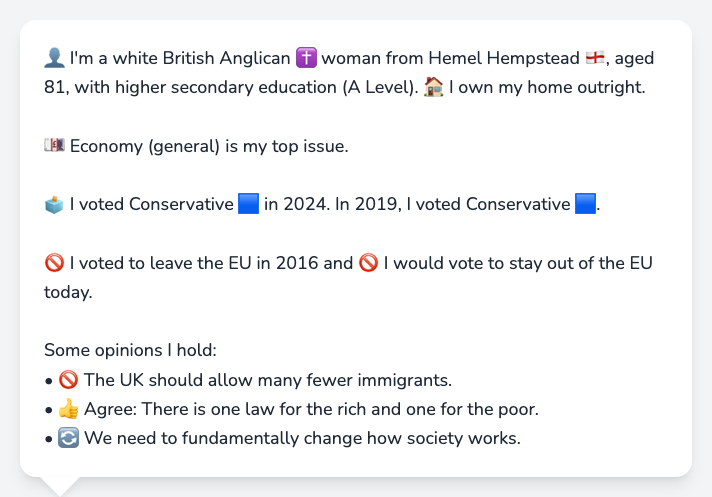 👤 I'm a white British Anglican ✝️ woman from Hemel Hempstead 🏴󠁧󠁢󠁥󠁮󠁧󠁿, aged
81, with higher secondary education (A Level). 🏠 I own my home outright.
💷 Economy (general) is my top issue.
🗳️ I voted Conservative 🟦 in 2024. In 2019, I voted Conservative 🟦.
🚫 I voted to leave the EU in 2016 and 🚫 I would vote to stay out of the EU
today.
Some opinions I hold:
• 🚫 The UK should allow many fewer immigrants.
• 👍 Agree: There is one law for the rich and one for the poor.
• 🔄 We need to fundamentally change how society works.